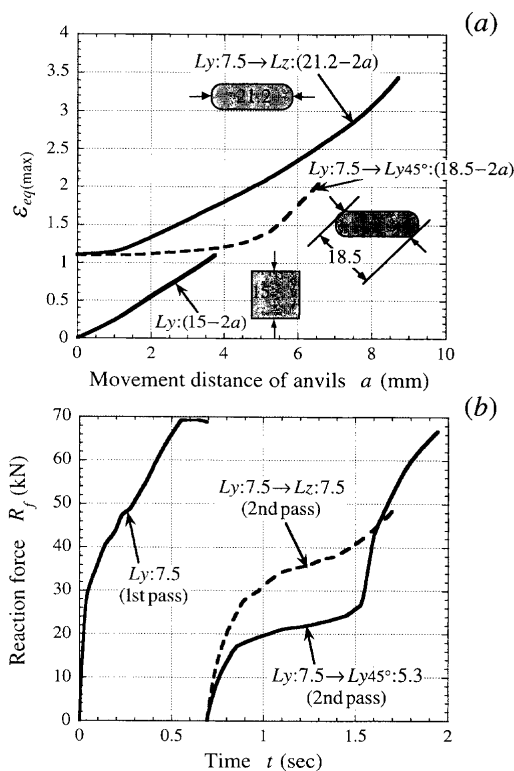 (a)
4
3.5
3
2.5
2
1.5
1
0.5
0
εeq(max)
Ly:7.5→Lz:(21.2−2a)
21.2
Ly:7.5→Ly45°:(18.5−2a)
18.5
15
Ly:(15−2a)
0 2 4 6 8 10
Movement distance of anvils a (mm)
(b)
70
60
50
40
30
20
10
0
Reaction force Rf (kN)
Ly:7.5→Lz:7.5
(2nd pass)
Ly:7.5
(1st pass)
Ly:7.5→Ly45°:5.3
(2nd pass)
0 0.5 1 1.5 2
Time t (sec)